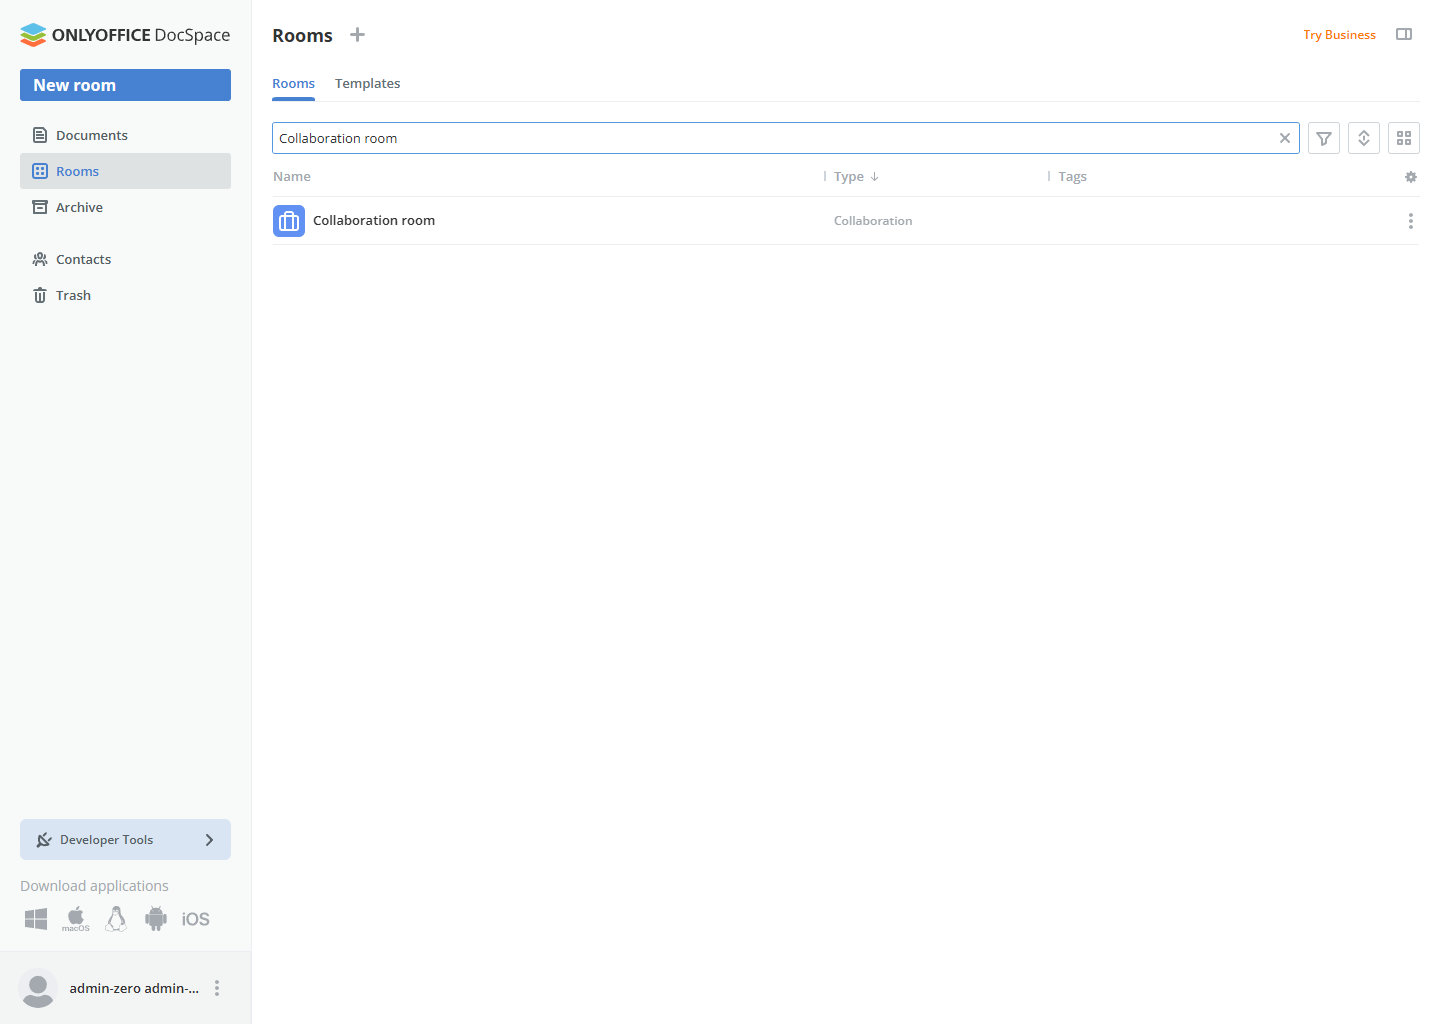 ONLYOFFICE DocSpace
New room
Documents
Rooms
Archive
Contacts
Trash
Developer Tools
Download applications
macOS
iOS
admin-zero admin-...
Rooms
Try Business
Rooms Templates
Collaboration room
Name Type Tags
Collaboration room Collaboration